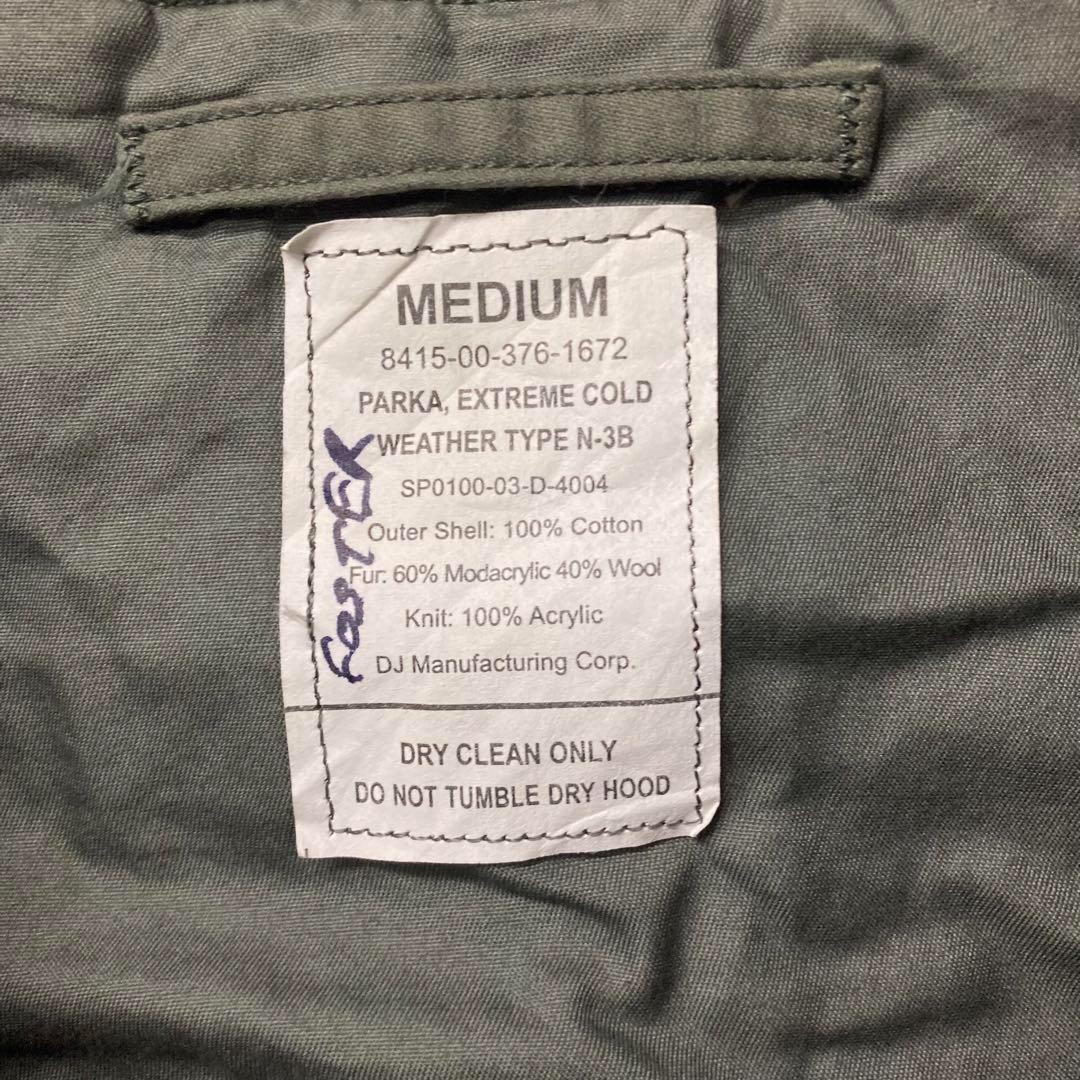 MEDIUM
8415-00-376-1672
PARKA, EXTREME COLD
WEATHER TYPE N-3B
SP0100-03-D-4004
Outer Shell: 100% Cotton
Fur: 60% Modacrylic 40% Wool
Knit: 100% Acrylic
DJ Manufacturing Corp.
DRY CLEAN ONLY
DO NOT TUMBLE DRY HOOD